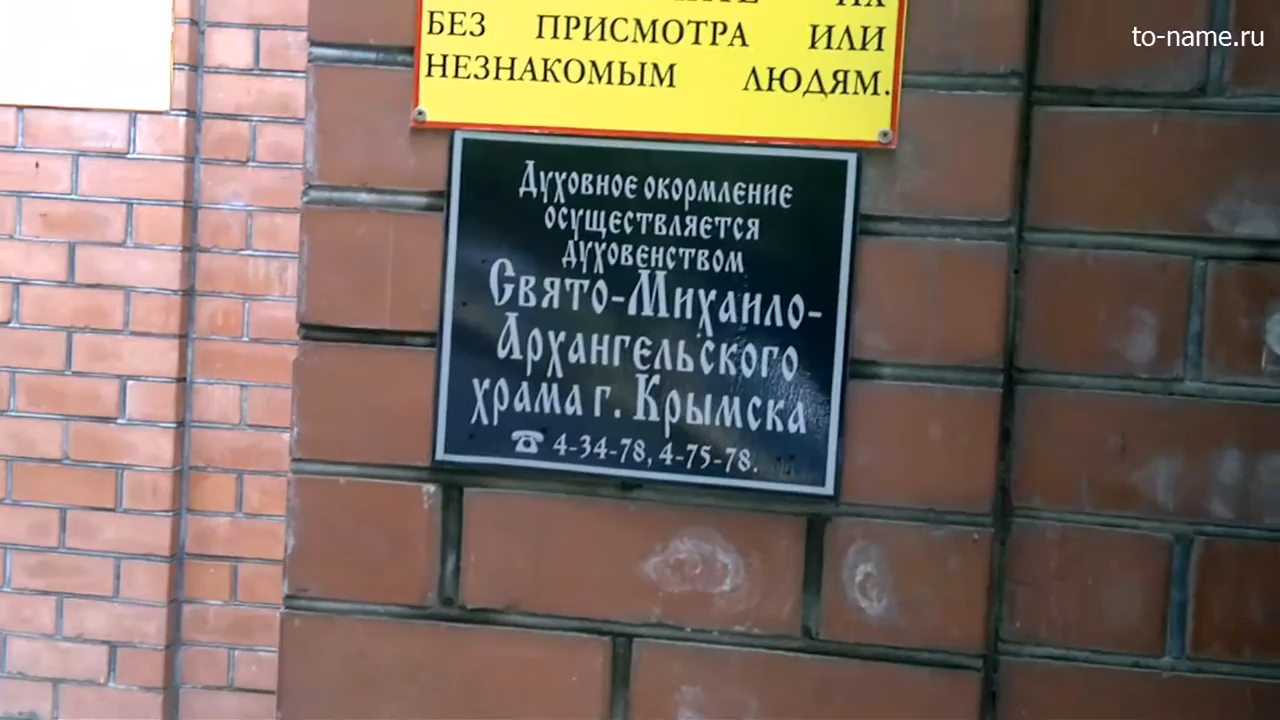 to-name.ru
БЕЗ ПРИСМОТРА ИЛИ
НЕЗНАКОМЫМ ЛЮДЯМ.
Духовное окормление
осуществляется
духовенством
Свято-Михаило-
Архангельского
храма г. Крымска
☎ 4-34-78, 4-75-78.